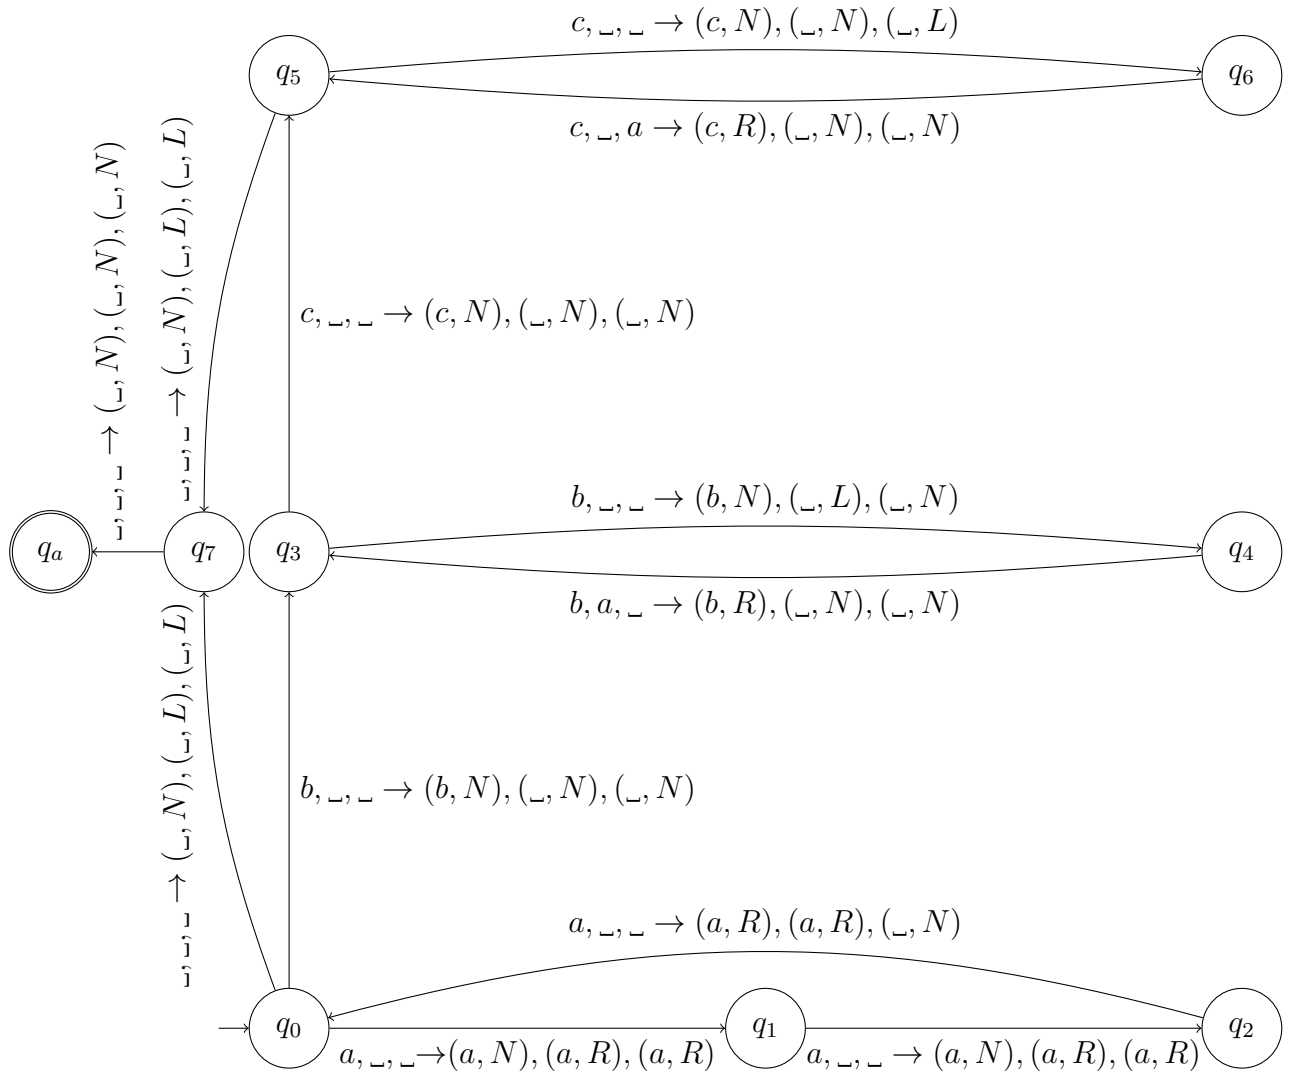 c, ␣, ␣ → (c, N), (␣, N), (␣, L)
q5
q6
c, ␣, a → (c, R), (␣, N), (␣, N)
␣, ␣, ␣ → (␣, N), (␣, N), (␣, N)
␣, ␣, ␣ → (␣, N), (␣, L), (␣, L)
c, ␣, ␣ → (c, N), (␣, N), (␣, N)
b, ␣, ␣ → (b, N), (␣, L), (␣, N)
qa
q7
q3
q4
b, a, ␣ → (b, R), (␣, N), (␣, N)
␣, ␣, ␣ → (␣, N), (␣, L), (␣, L)
b, ␣, ␣ → (b, N), (␣, N), (␣, N)
a, ␣, ␣ → (a, R), (a, R), (␣, N)
q0
q1
q2
a, ␣, ␣→(a, N), (a, R), (a, R)
a, ␣, ␣ → (a, N), (a, R), (a, R)